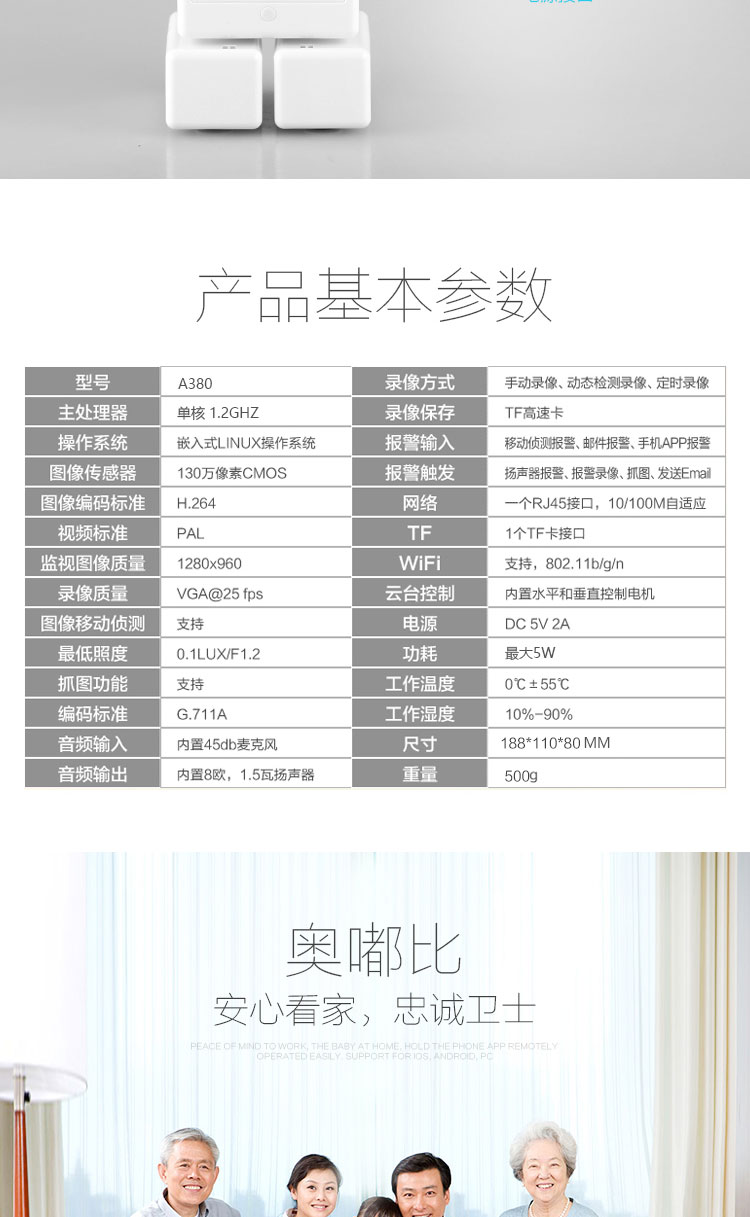 产品基本参数
型号 A380 录像方式 手动录像、动态检测录像、定时录像
主处理器 单核 1.2GHZ 录像保存 TF高速卡
操作系统 嵌入式LINUX操作系统 报警输入 移动侦测报警、邮件报警、手机APP报警
图像传感器 130万像素CMOS 报警触发 扬声器报警、报警录像、抓图、发送Email
图像编码标准 H.264 网络 一个RJ45接口，10/100M自适应
视频标准 PAL TF 1个TF卡接口
监视图像质量 1280x960 WiFi 支持，802.11b/g/n
录像质量 VGA@25 fps 云台控制 内置水平和垂直控制电机
图像移动侦测 支持 电源 DC 5V 2A
最低照度 0.1LUX/F1.2 功耗 最大5W
抓图功能 支持 工作温度 0℃±55℃
编码标准 G.711A 工作湿度 10%-90%
音频输入 内置45db麦克风 尺寸 188*110*80 MM
音频输出 内置8欧，1.5瓦扬声器 重量 500g
奥嘟比
安心看家，忠诚卫士
PEACE OF MIND TO WORK, THE BABY AT HOME, HOLD THE PHONE APP REMOTELY
OPERATED EASILY. SUPPORT FOR IOS, ANDROID, PC